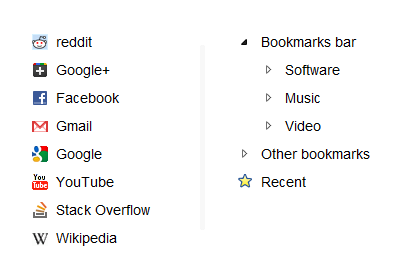 reddit
Google+
Facebook
Gmail
Google
YouTube
Stack Overflow
Wikipedia
Bookmarks bar
Software
Music
Video
Other bookmarks
Recent